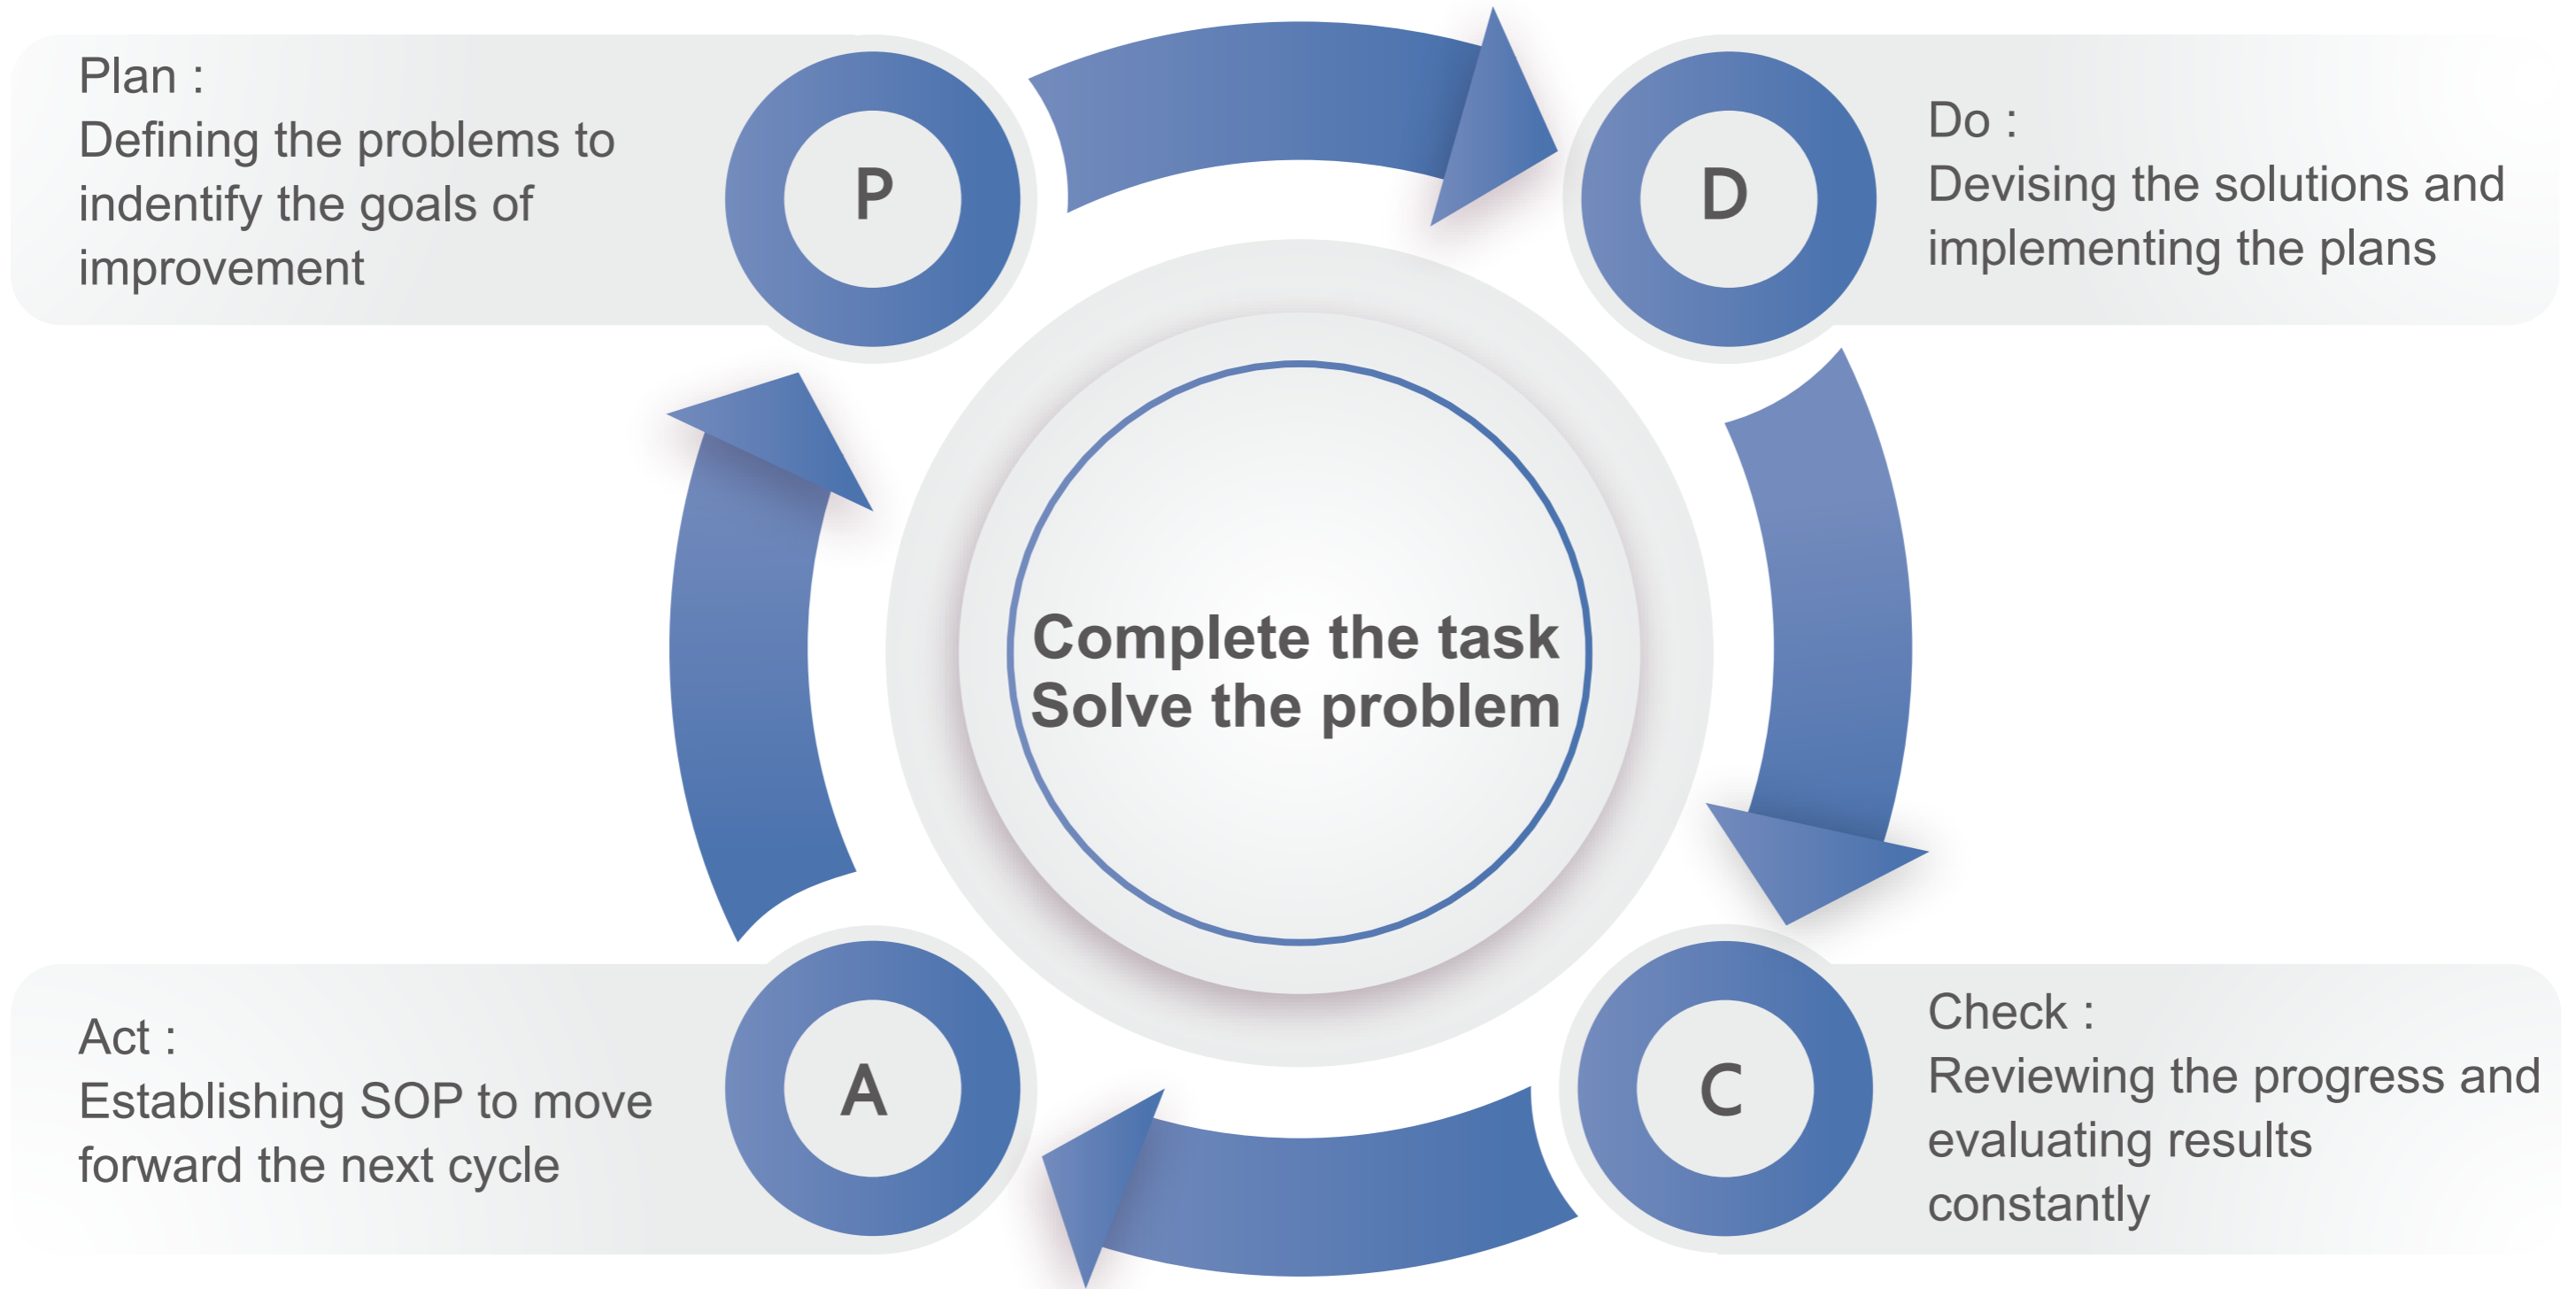 Plan :
Defining the problems to
indentify the goals of
improvement
P
D
Do :
Devising the solutions and
implementing the plans
Complete the task
Solve the problem
Act :
Establishing SOP to move
forward the next cycle
A
C
Check :
Reviewing the progress and
evaluating results
constantly